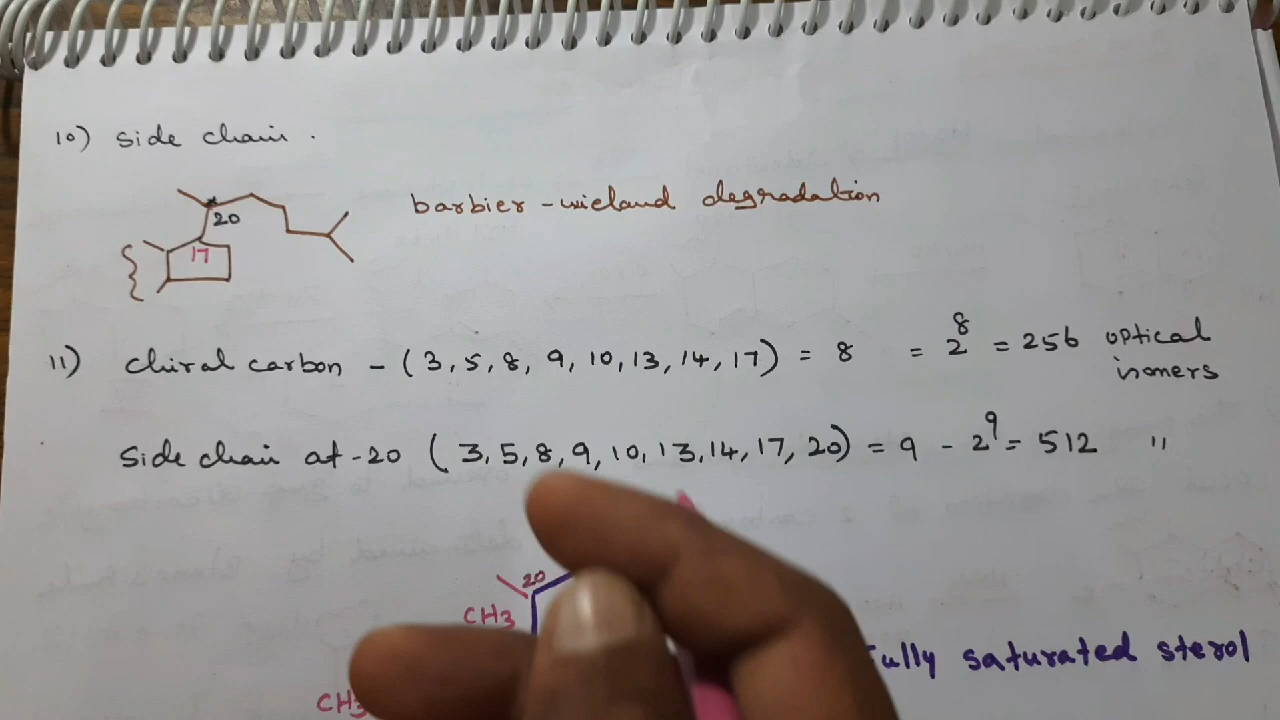 10) side chain.
barbier-wieland degradation
20
17
11) chiral carbon - (3,5,8,9,10,13,14,17) = 8 = 2^8 = 256 optical isomers
side chain at-20 (3,5,8,9,10,13,14,17,20) = 9 - 2^9 = 512 "
20
CH3
fully saturated sterol
CH3